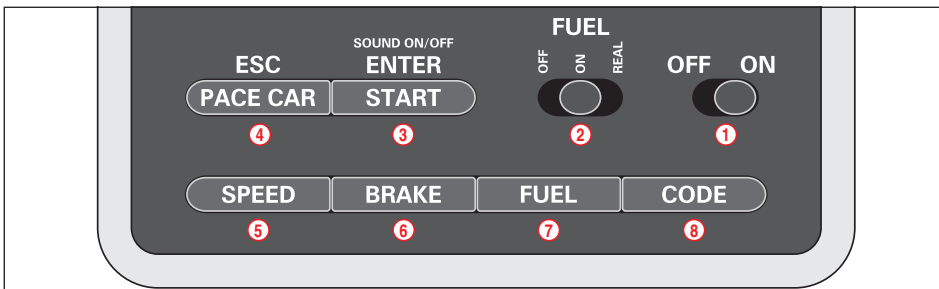 FUEL
SOUND ON/OFF
ESC ENTER OFF ON REAL OFF ON
PACE CAR START
4 3 2 1
SPEED BRAKE FUEL CODE
5 6 7 8